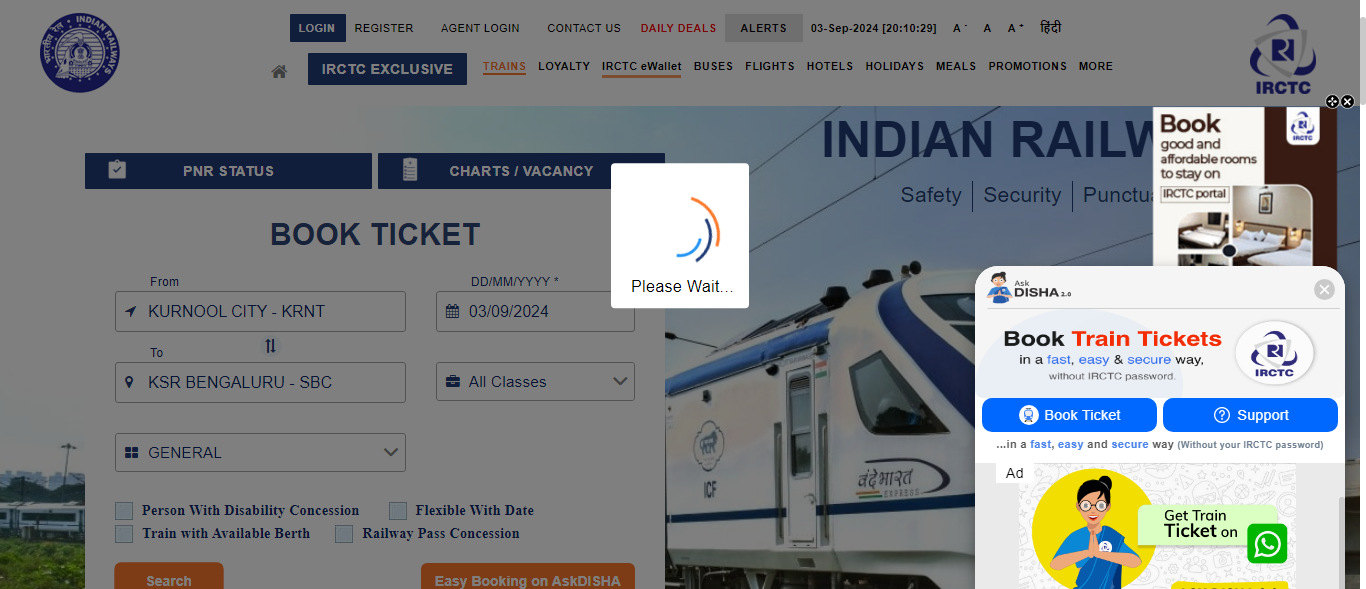 LOGIN REGISTER AGENT LOGIN CONTACT US DAILY DEALS ALERTS 03-Sep-2024 [20:10:29] A - A A + हिंदी
IRCTC EXCLUSIVE TRAINS LOYALTY IRCTC eWallet BUSES FLIGHTS HOTELS HOLIDAYS MEALS PROMOTIONS MORE
भारतीय रेल INDIAN RAILWAYS
IRCTC
PNR STATUS CHARTS / VACANCY
INDIAN RAILW
Safety Security Punctua
BOOK TICKET
From
KURNOOL CITY - KRNT
DD/MM/YYYY *
03/09/2024
To
KSR BENGALURU - SBC
All Classes
GENERAL
Person With Disability Concession Flexible With Date
Train with Available Berth Railway Pass Concession
Search Easy Booking on AskDISHA
Please Wait...
ICF
वंदे भारत
EXPRESS
Book
good and
affordable rooms
to stay on
IRCTC portal
IRCTC
Ask
DISHA 2.0
Book Train Tickets
in a fast, easy & secure way,
without IRCTC password.
IRCTC
Book Ticket Support
...in a fast, easy and secure way (Without your IRCTC password)
Ad
Get Train
Ticket on